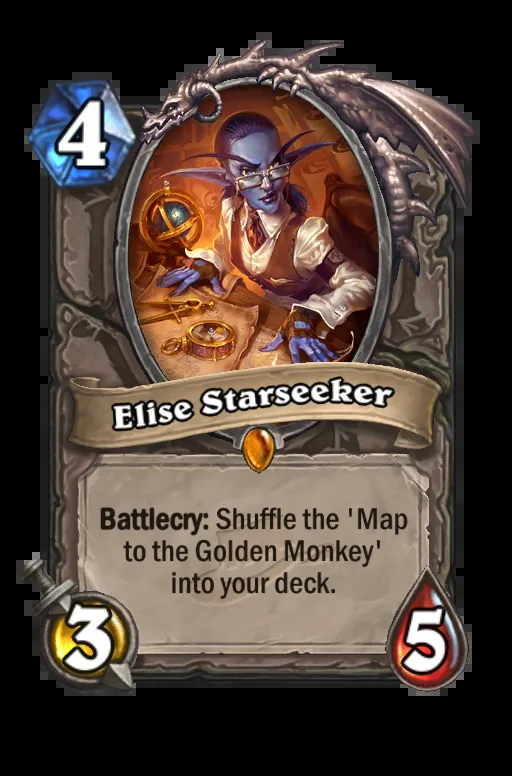 4
Elise Starseeker
Battlecry: Shuffle the 'Map
to the Golden Monkey'
into your deck.
3
5